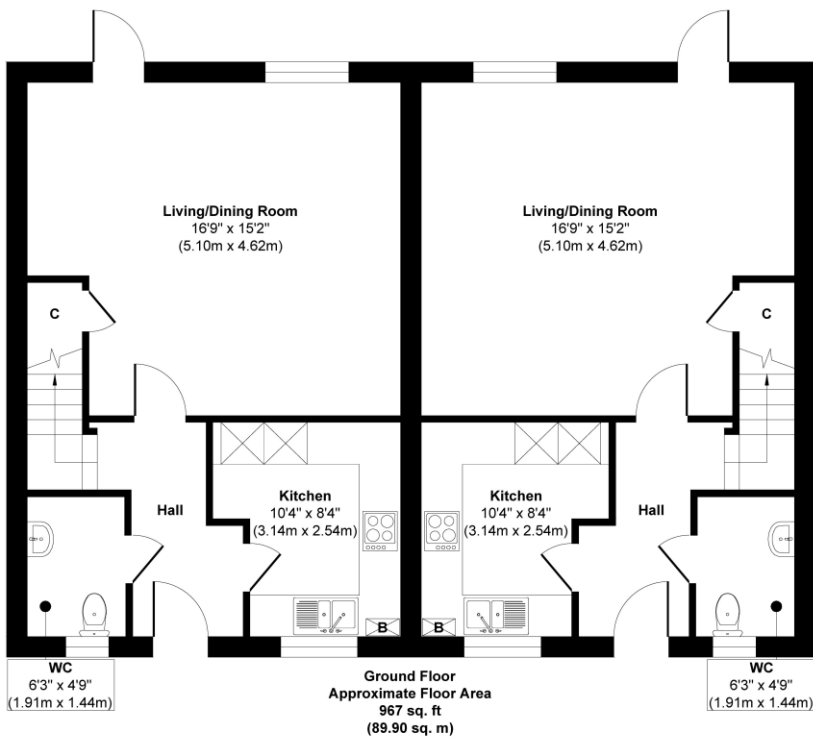 Living/Dining Room
16'9" x 15'2"
(5.10m x 4.62m)
Living/Dining Room
16'9" x 15'2"
(5.10m x 4.62m)
C
C
Hall
Kitchen
10'4" x 8'4"
(3.14m x 2.54m)
Kitchen
10'4" x 8'4"
(3.14m x 2.54m)
Hall
B
B
WC
6'3" x 4'9"
(1.91m x 1.44m)
WC
6'3" x 4'9"
(1.91m x 1.44m)
Ground Floor
Approximate Floor Area
967 sq. ft
(89.90 sq. m)